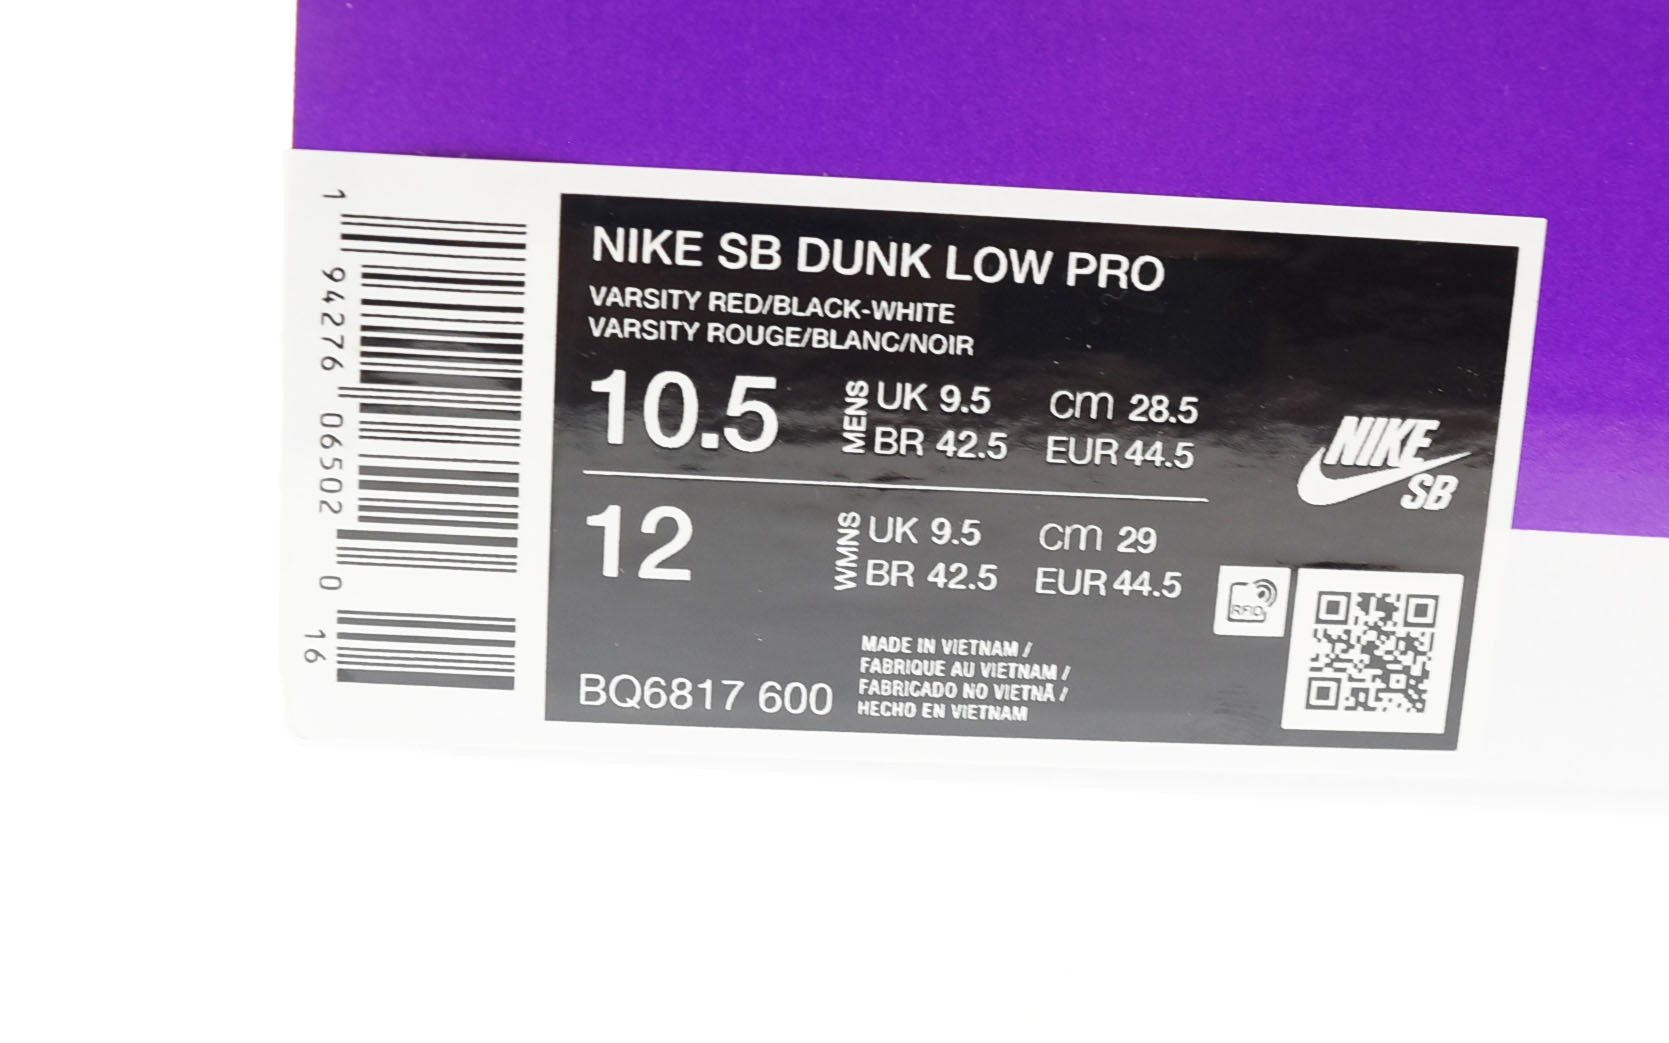 1 94276 06502 0 16
NIKE SB DUNK LOW PRO
VARSITY RED/BLACK-WHITE
VARSITY ROUGE/BLANC/NOIR
10.5 MENS UK 9.5 cm 28.5
BR 42.5 EUR 44.5
12 WMNS UK 9.5 cm 29
BR 42.5 EUR 44.5
NIKE
SB
RFID
BQ6817 600
MADE IN VIETNAM /
FABRIQUE AU VIETNAM /
FABRICADO NO VIETNÃ /
HECHO EN VIETNAM